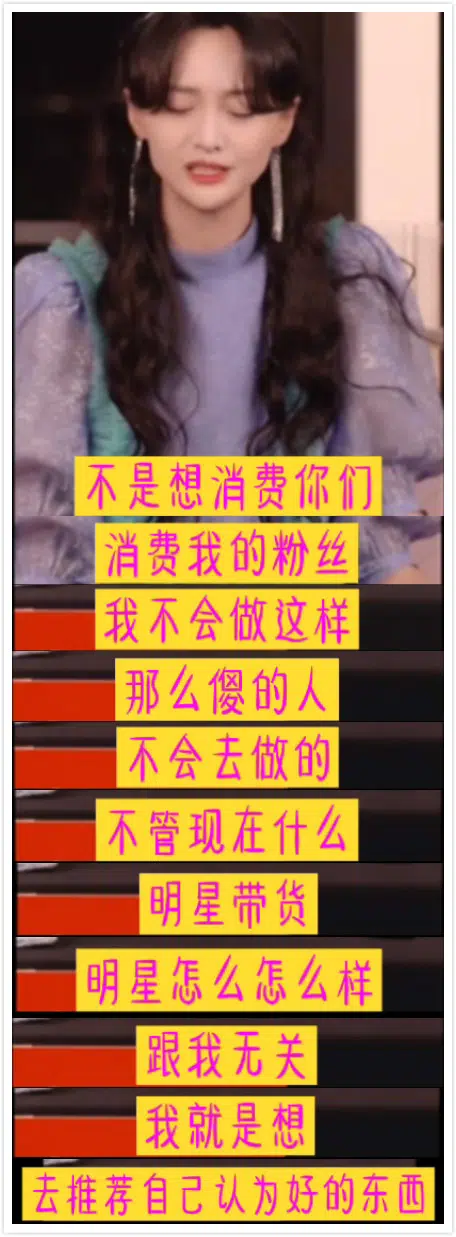 不是想消费你们
消费我的粉丝
我不会做这样
那么傻的人
不会去做的
不管现在什么
明星带货
明星怎么怎么样
跟我无关
我就是想
去推荐自己认为好的东西